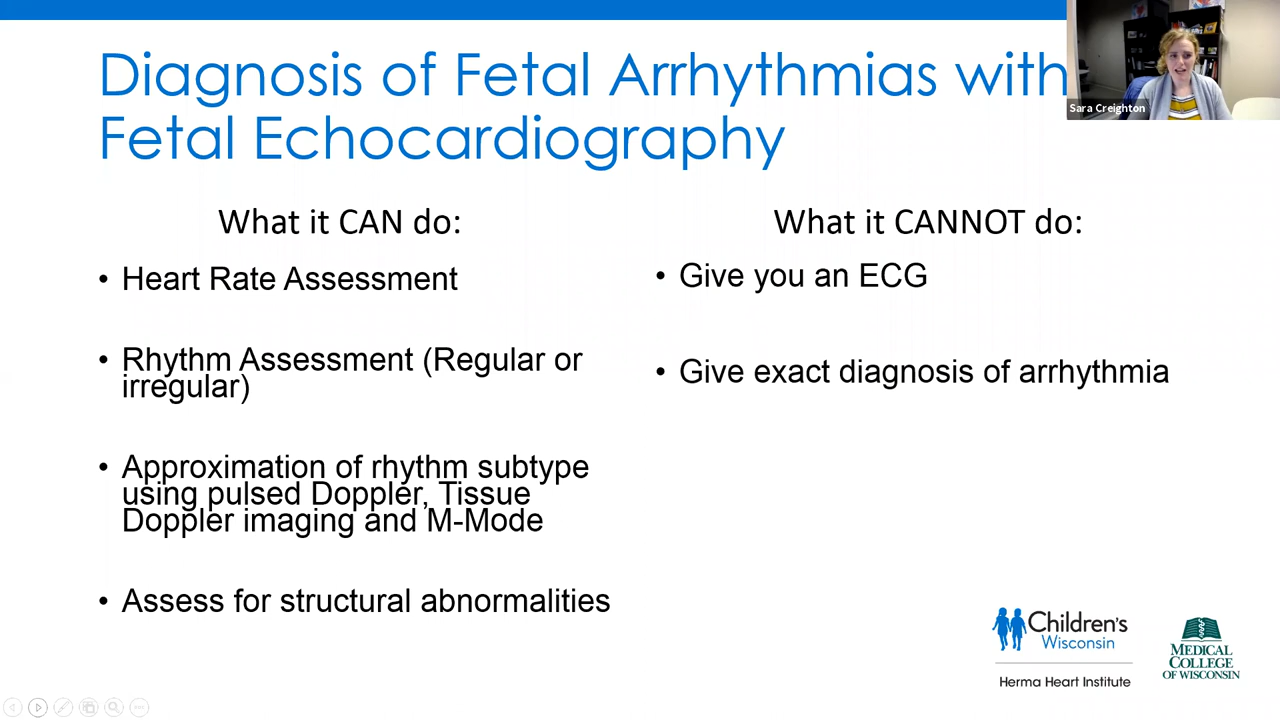 Diagnosis of Fetal Arrhythmias with
Fetal Echocardiography
Sara Creighton
What it CAN do:
• Heart Rate Assessment
• Rhythm Assessment (Regular or
irregular)
• Approximation of rhythm subtype
using pulsed Doppler, Tissue
Doppler imaging and M-Mode
• Assess for structural abnormalities
What it CANNOT do:
• Give you an ECG
• Give exact diagnosis of arrhythmia
Children's
Wisconsin
Herma Heart Institute
MEDICAL
COLLEGE
OF WISCONSIN